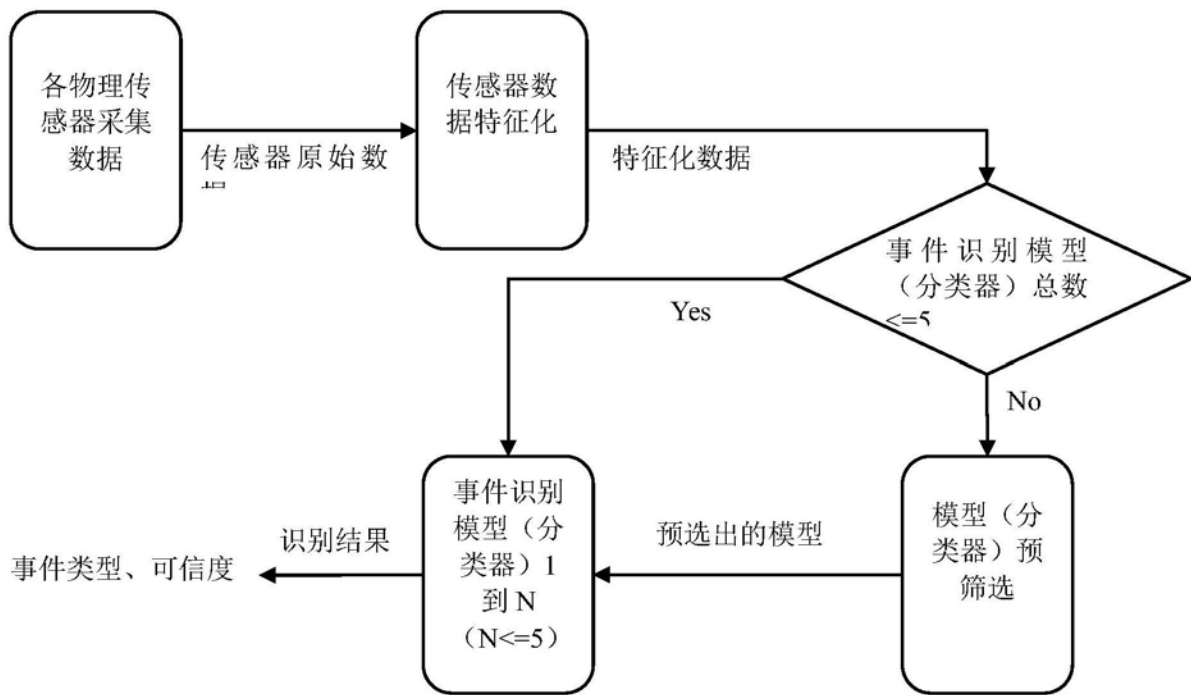 各物理传
感器采集
数据
传感器原始数
传感器数
据特征化
特征化数据
事件识别模型
（分类器）总数
<=5
Yes
No
模型（分
类器）预
筛选
预选出的模型
事件识别
模型（分
类器）1
到 N
（N<=5）
识别结果
事件类型、可信度